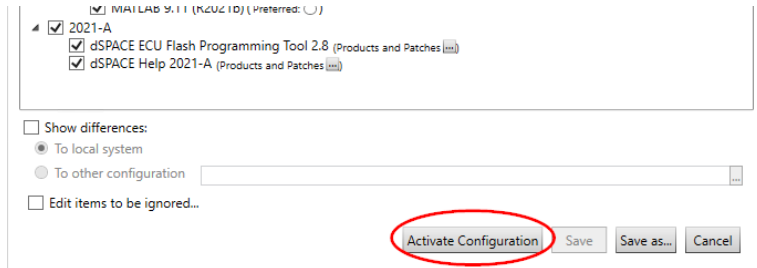 MATLAB 9.11 (R2021b) (Preferred: )
2021-A
dSPACE ECU Flash Programming Tool 2.8 (Products and Patches ...)
dSPACE Help 2021-A (Products and Patches ...)
Show differences:
To local system
To other configuration ...
Edit items to be ignored...
Activate Configuration Save Save as... Cancel